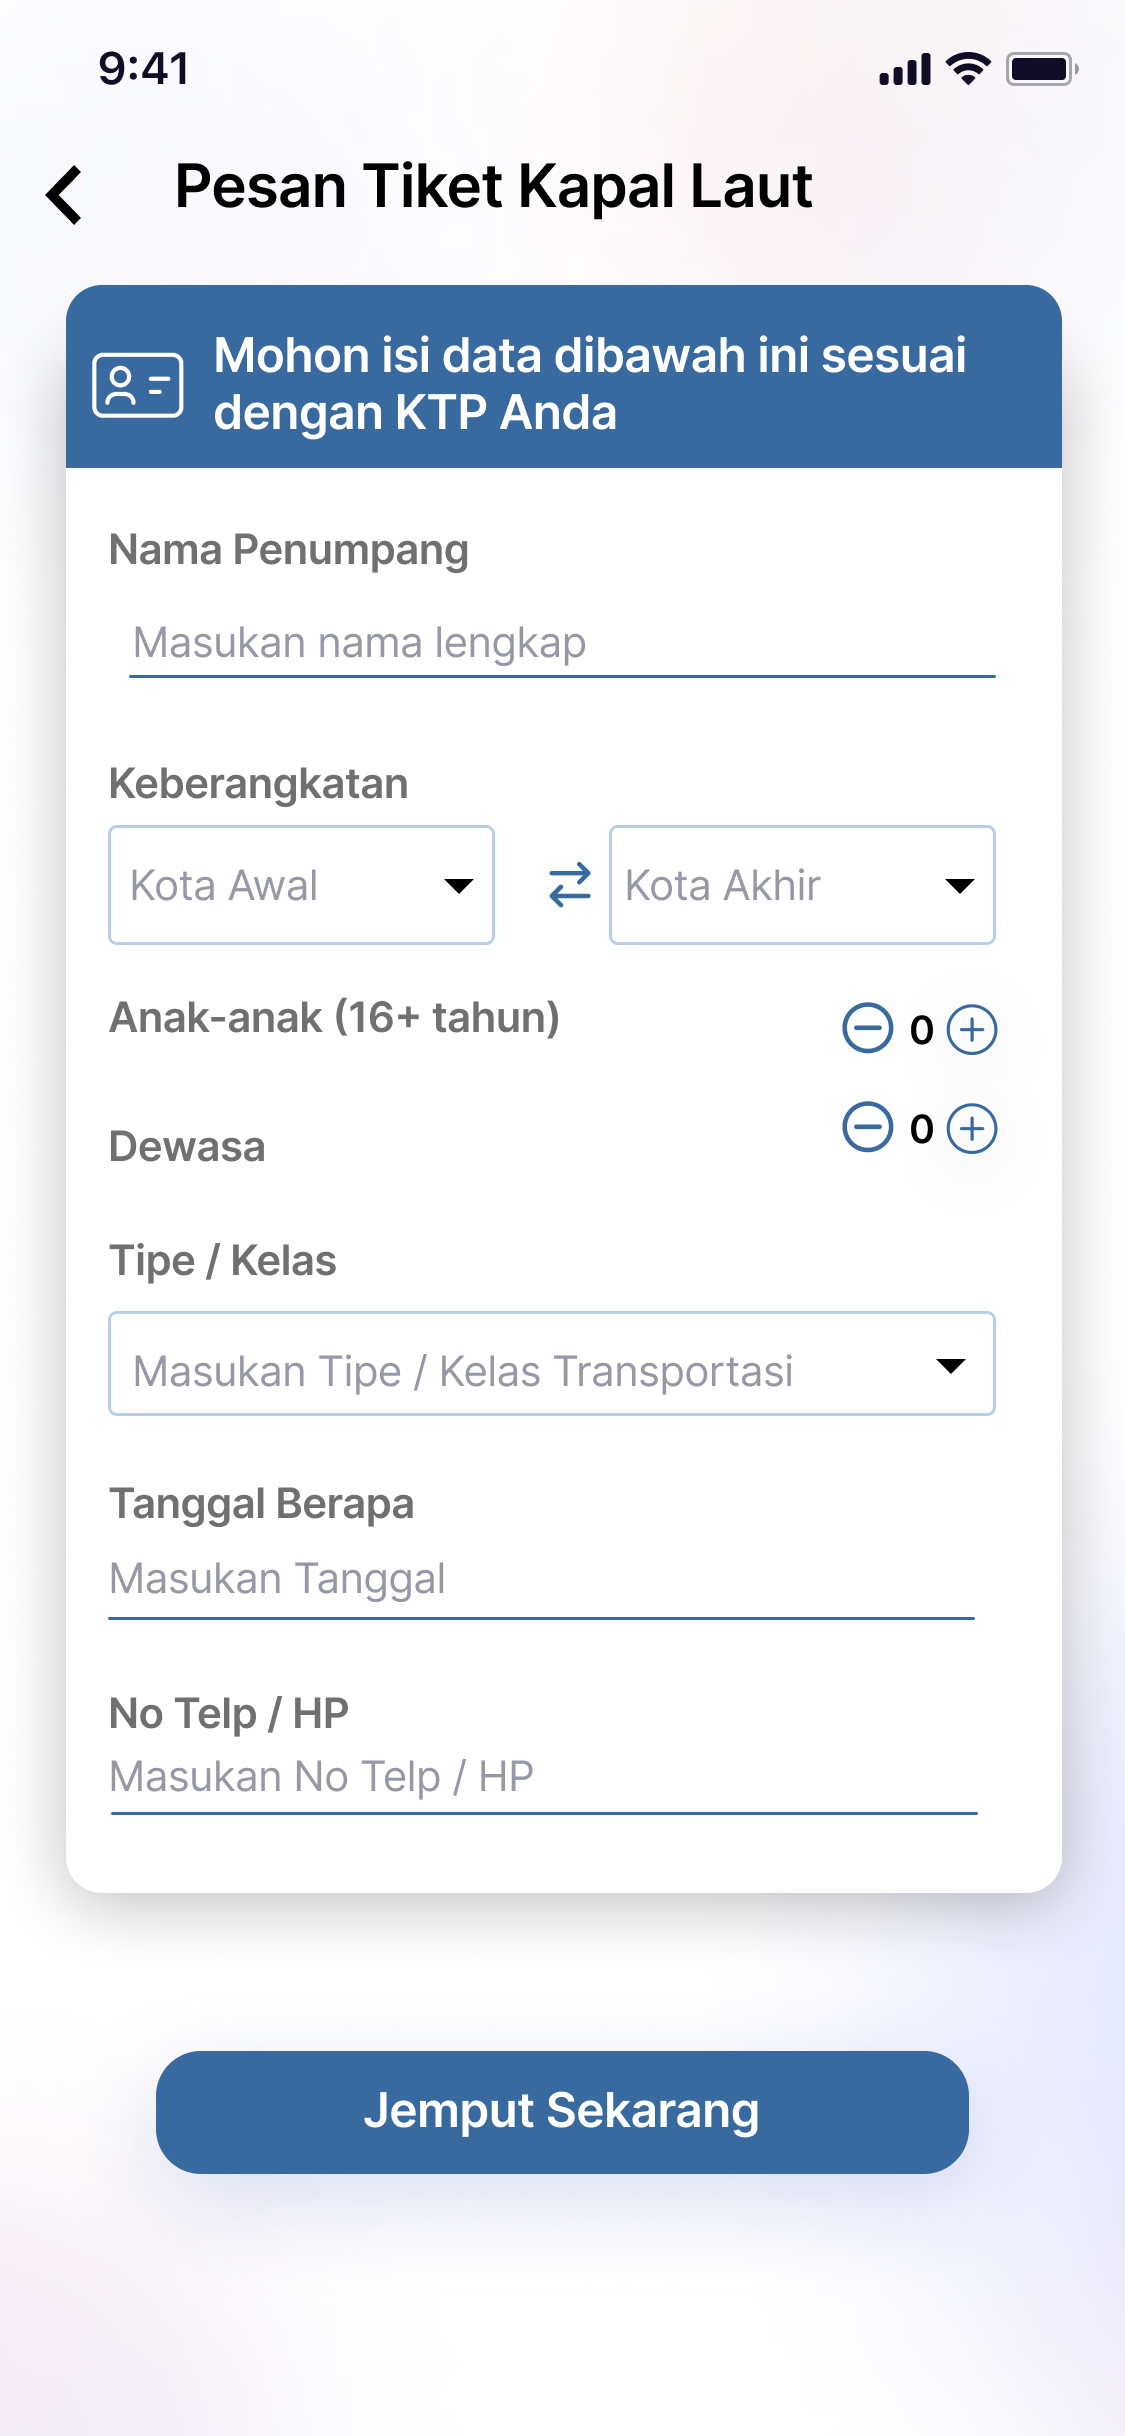 9:41
Pesan Tiket Kapal Laut
Mohon isi data dibawah ini sesuai
dengan KTP Anda
Nama Penumpang
Masukan nama lengkap
Keberangkatan
Kota Awal
Kota Akhir
Anak-anak (16+ tahun)
0
Dewasa
0
Tipe / Kelas
Masukan Tipe / Kelas Transportasi
Tanggal Berapa
Masukan Tanggal
No Telp / HP
Masukan No Telp / HP
Jemput Sekarang